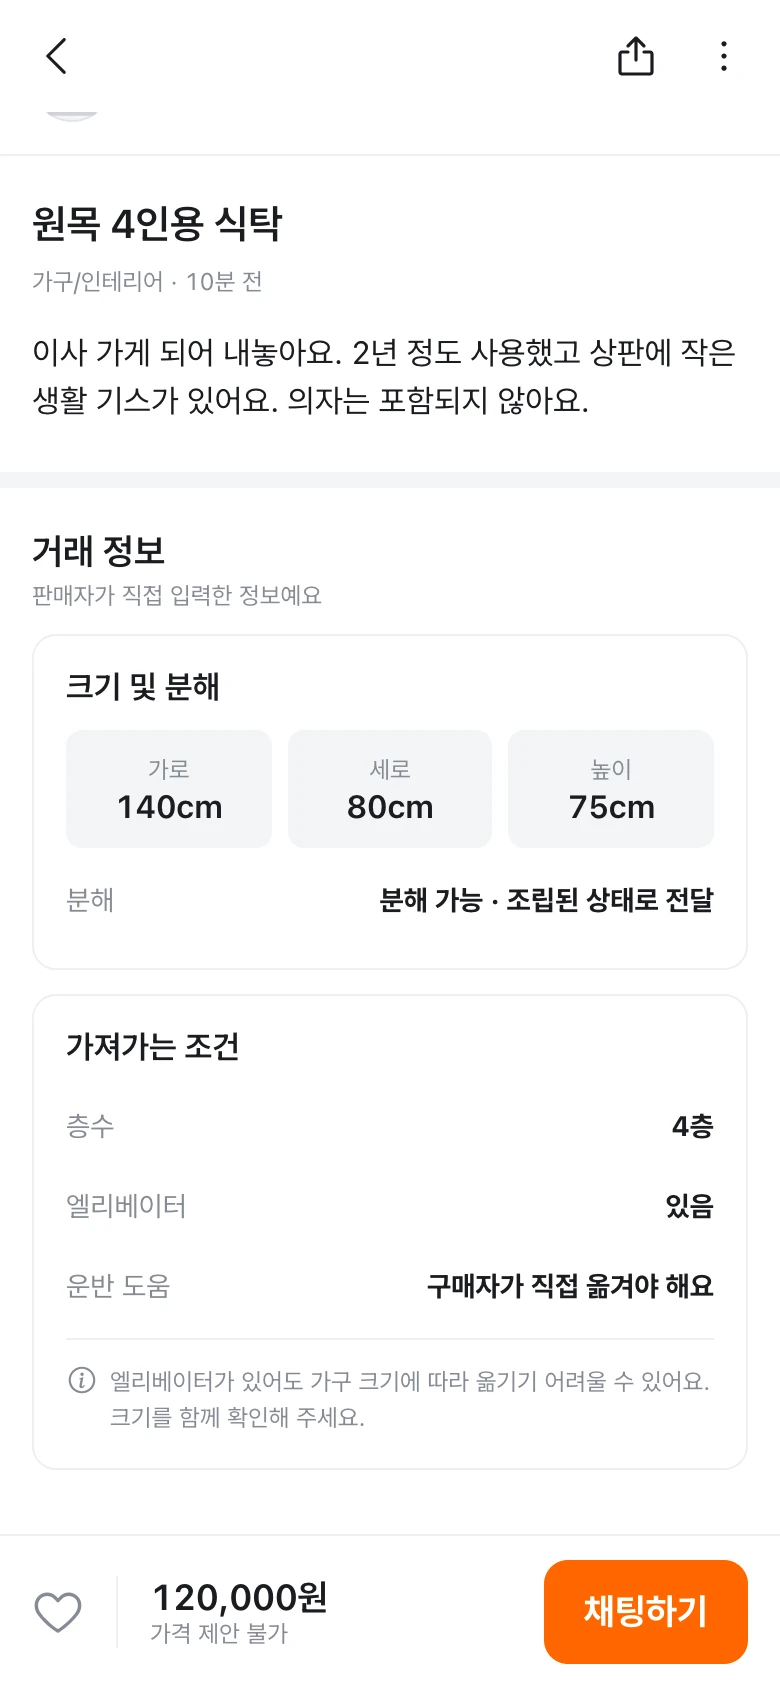 원목 4인용 식탁
가구/인테리어 · 10분 전
이사 가게 되어 내놓아요. 2년 정도 사용했고 상판에 작은
생활 기스가 있어요. 의자는 포함되지 않아요.
거래 정보
판매자가 직접 입력한 정보예요
크기 및 분해
가로 세로 높이
140cm 80cm 75cm
분해 분해 가능 · 조립된 상태로 전달
가져가는 조건
층수 4층
엘리베이터 있음
운반 도움 구매자가 직접 옮겨야 해요
엘리베이터가 있어도 가구 크기에 따라 옮기기 어려울 수 있어요.
크기를 함께 확인해 주세요.
120,000원
가격 제안 불가
채팅하기